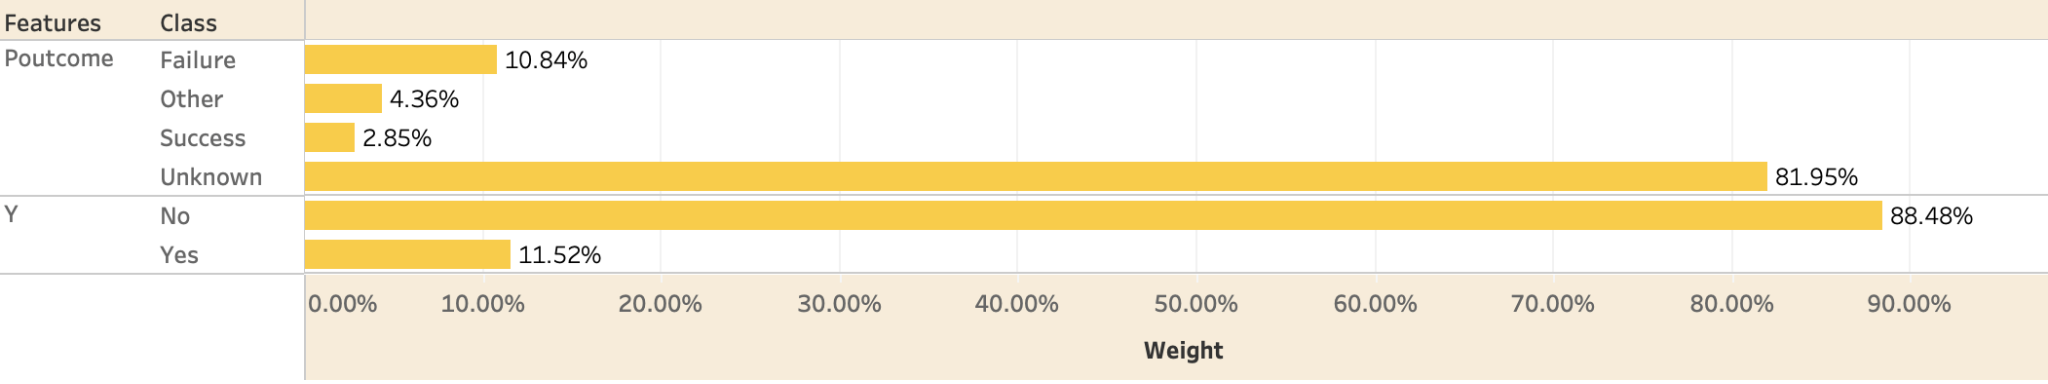 Features Class
Poutcome Failure 10.84%
Other 4.36%
Success 2.85%
Unknown 81.95%
Y No 88.48%
Yes 11.52%
0.00% 10.00% 20.00% 30.00% 40.00% 50.00% 60.00% 70.00% 80.00% 90.00%
Weight